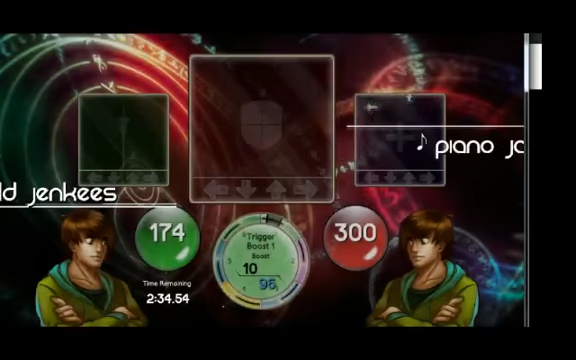 piano jo
ld jenkees
174
300
Trigger
Boost 1
Boost
10
96
Time Remaining
2:34.54